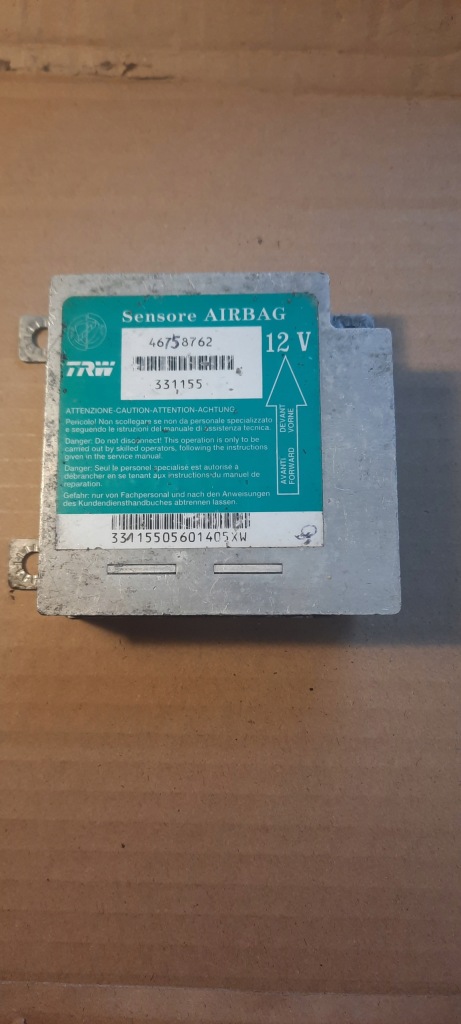 Sensore AIRBAG
46758762
12 V
TRW
331155
ATTENZIONE-CAUTION-ATTENTION-ACHTUNG
Pericolo! Non scollegare se non da personale specializzato
e seguendo le istruzioni del manuale di assistenza tecnica.
Danger: Do not disconnect! This operation is only to be
carried out by skilled operators, following the instructions
given in the service manual.
Danger: Seul le personel spécialisé est autorisé à
débrancher en se tenant aux instructions du manuel de
reparation.
Gefahr: nur von Fachpersonal und nach den Anweisungen
des Kundendiensthandbuches abtrennen lassen.
AVANTI DEVANT
FORWARD VORNE
33115505601405XW